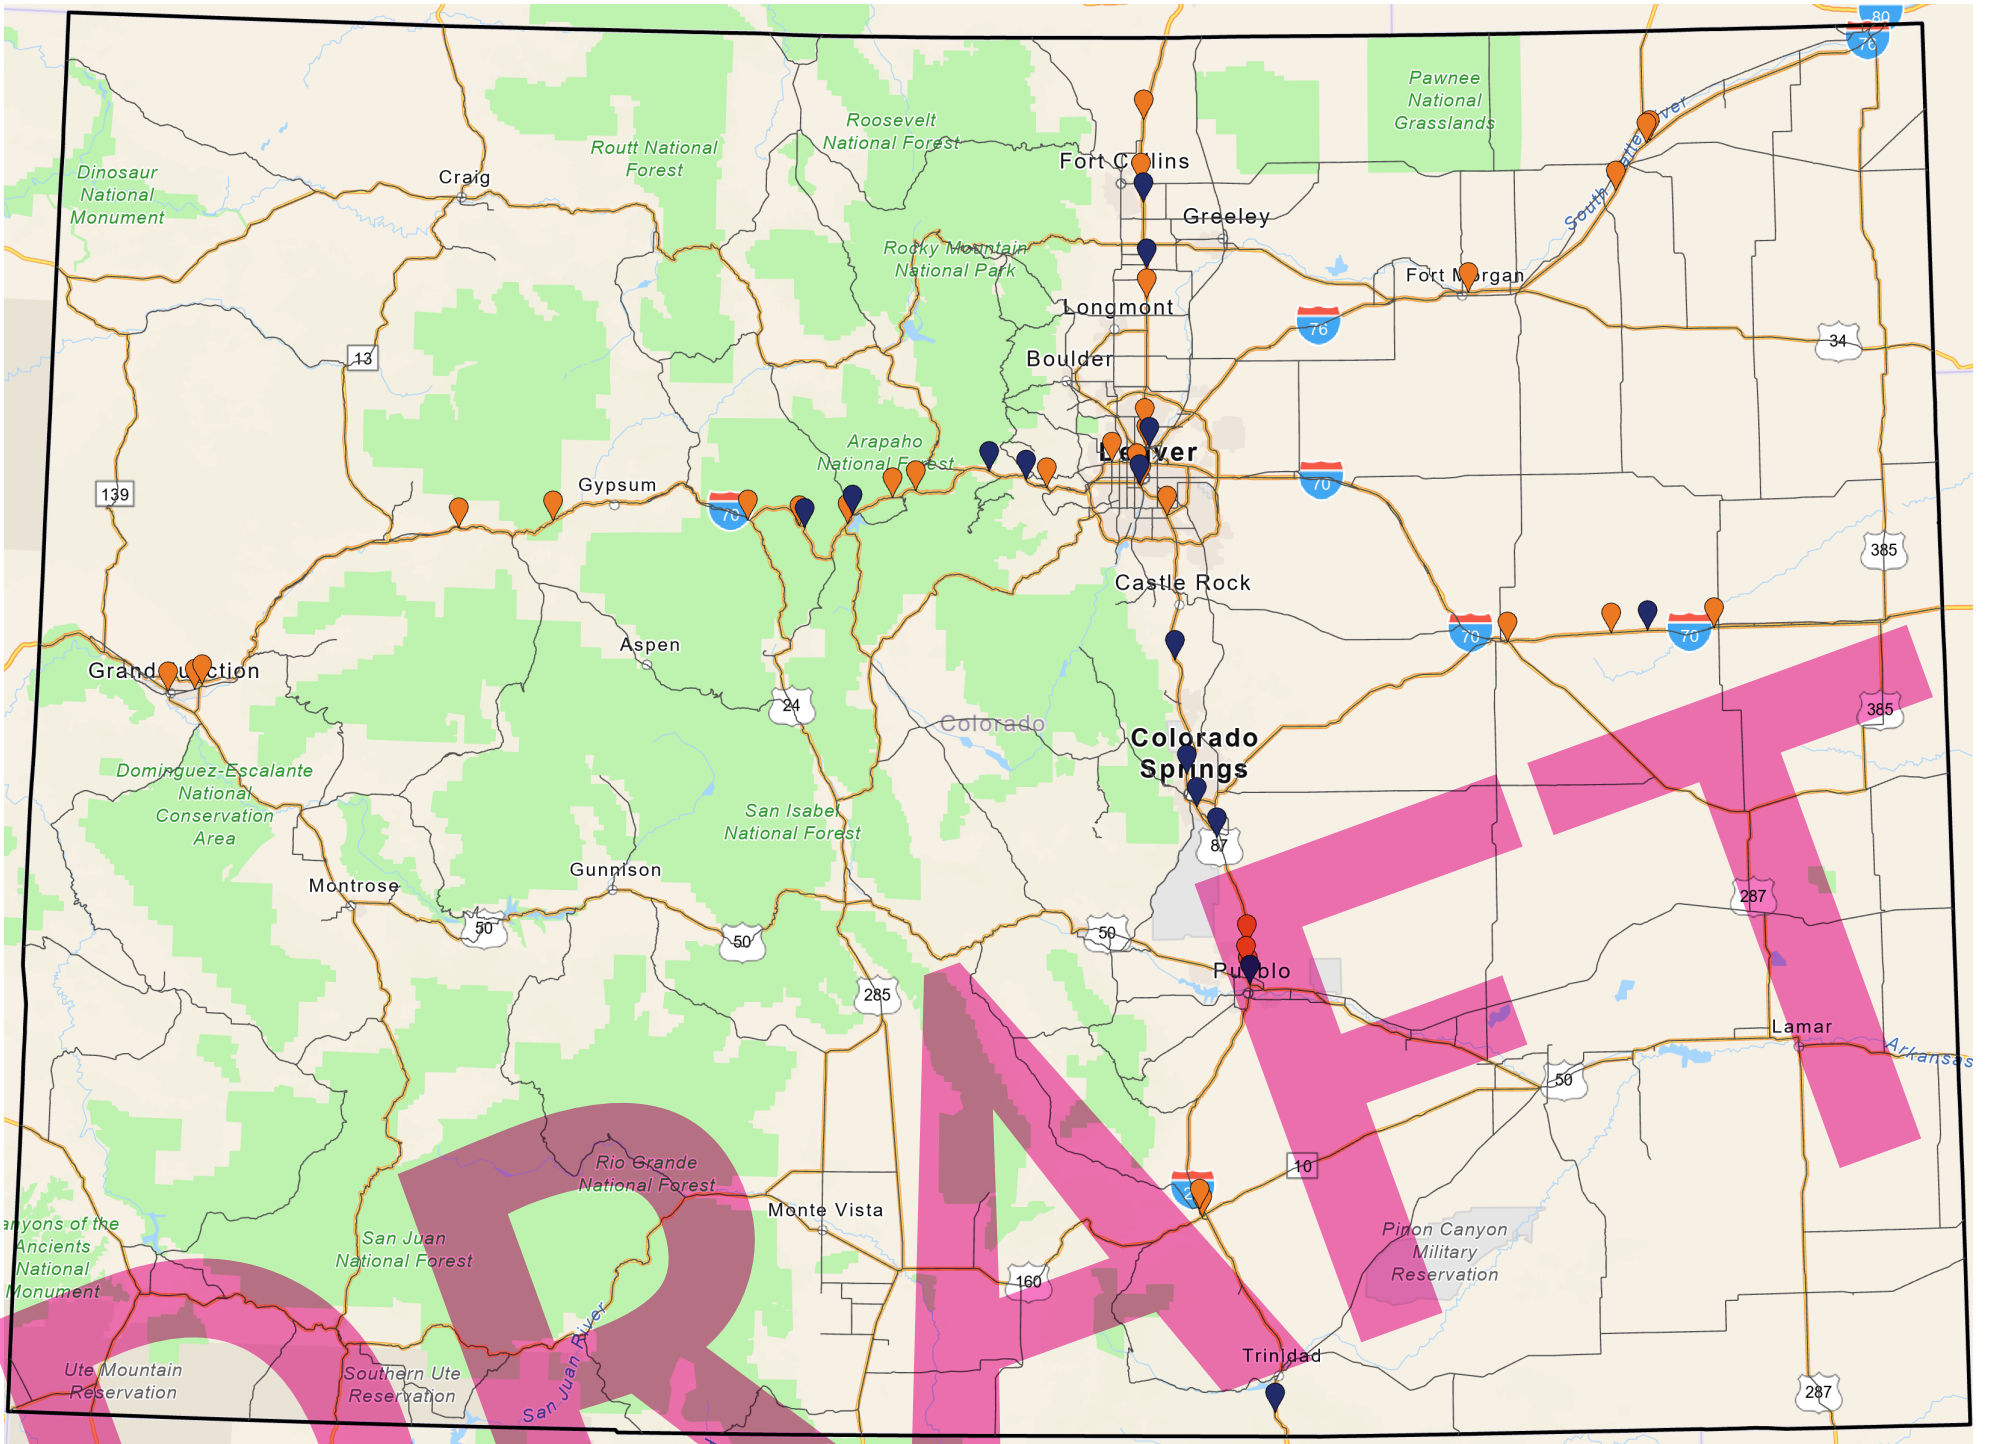 80
76
Pawnee
National
Grasslands
Roosevelt
National Forest
Routt National
Forest
Fort Collins
Dinosaur
National
Monument
Craig
South Platte River
Greeley
Rocky Mountain
National Park
Fort Morgan
Longmont
76
34
13
Boulder
Arapaho
National Forest
Denver
139
Gypsum
70
70
385
Castle Rock
70
70
Aspen
Grand Junction
24
Colorado
385
Colorado
Springs
Dominguez-Escalante
National
Conservation
Area
San Isabel
National Forest
87
Gunnison
Montrose
287
50
50
50
Pueblo
285
Lamar
Arkansas
50
Rio Grande
National Forest
10
Monte Vista
anyons of the
Ancients
National
Monument
San Juan
National Forest
Pinon Canyon
Military
Reservation
160
San Juan River
Trinidad
Ute Mountain
Reservation
Southern Ute
Reservation
287
DRAFT